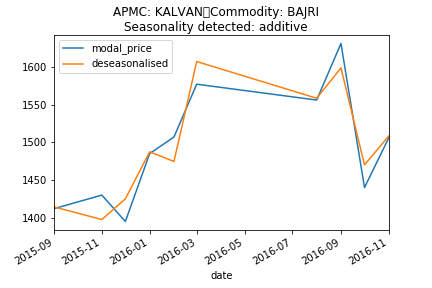 APMC: KALVAN Commodity: BAJRI
Seasonality detected: additive
modal_price
deseasonalised
1600
1550
1500
1450
1400
2015-09
2015-11
2016-01
2016-03
2016-05
2016-07
2016-09
2016-11
date